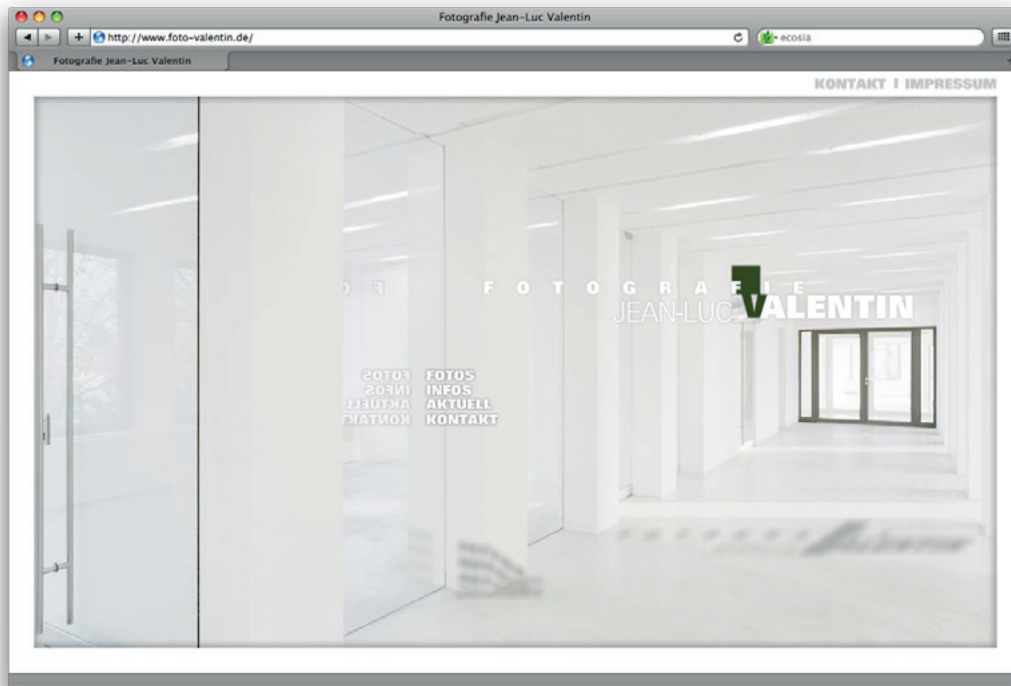 Fotografie Jean-Luc Valentin
http://www.foto-valentin.de/
ecosia
Fotografie Jean-Luc Valentin
KONTAKT | IMPRESSUM
FOTOGRAFIE
JEAN-LUC VALENTIN
FOTOS
INFOS
AKTUELL
KONTAKT